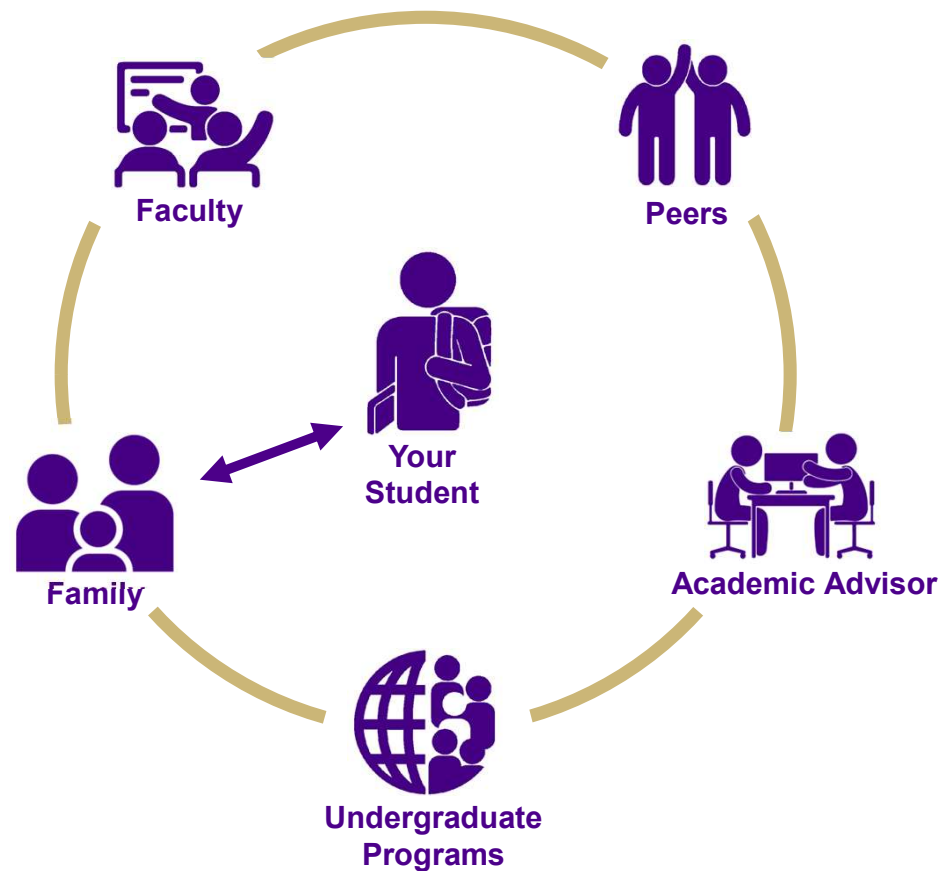 Faculty
Peers
Your
Student
Family
Academic Advisor
Undergraduate
Programs